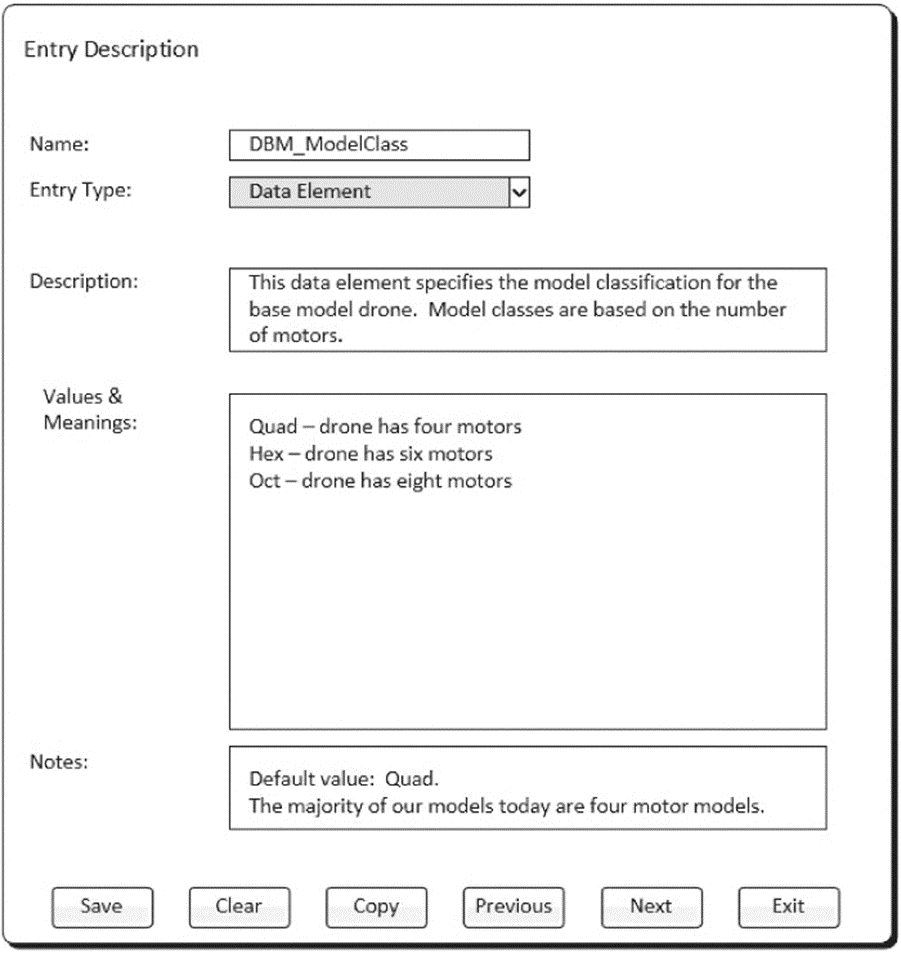 Entry Description
Name: DBM_ModelClass
Entry Type: Data Element
Description: This data element specifies the model classification for the
base model drone.  Model classes are based on the number
of motors.
Values &
Meanings:
Quad – drone has four motors
Hex – drone has six motors
Oct – drone has eight motors
Notes:
Default value:  Quad.
The majority of our models today are four motor models.
Save Clear Copy Previous Next Exit